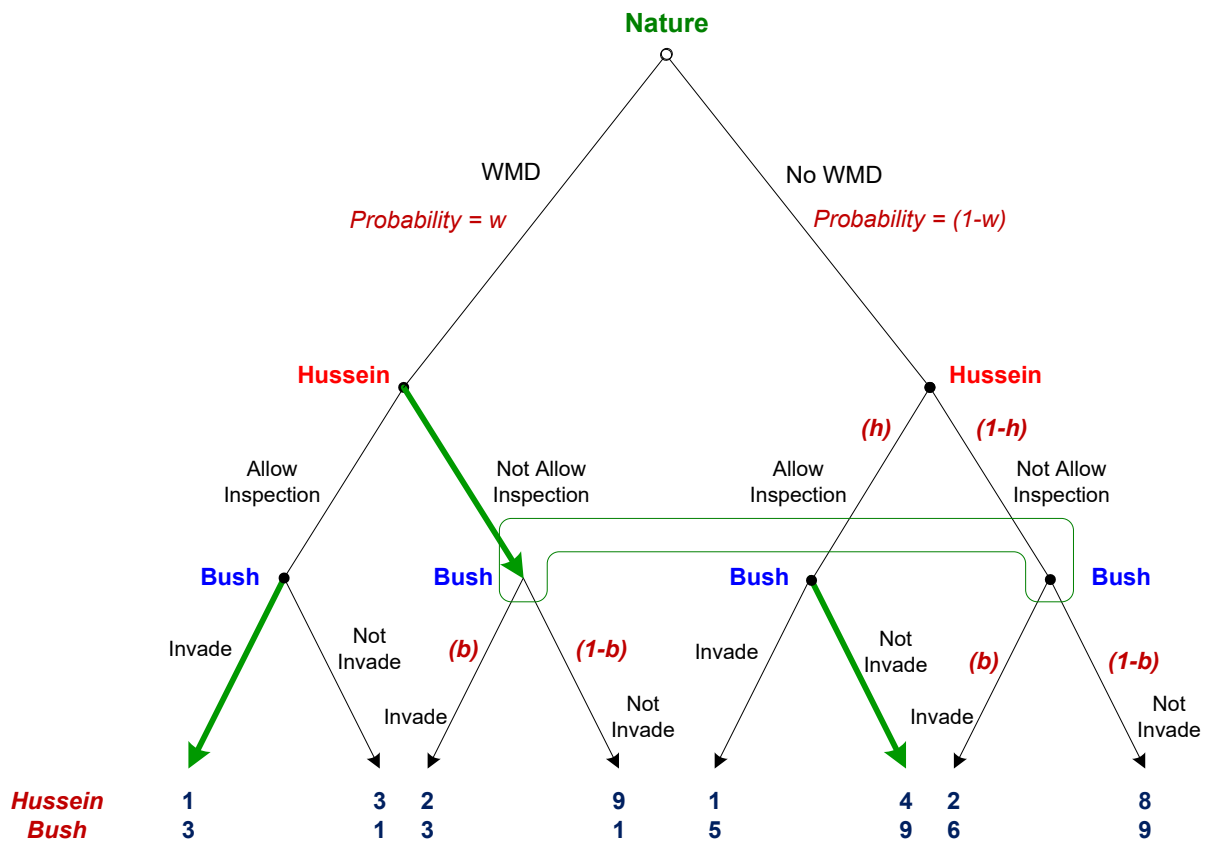 Nature
WMD
No WMD
Probability = w
Probability = (1-w)
Hussein
Hussein
(h)
(1-h)
Allow
Inspection
Not Allow
Inspection
Allow
Inspection
Not Allow
Inspection
Bush
Bush
Bush
Bush
Invade
Not
Invade
(b)
(1-b)
Invade
Not
Invade
(b)
(1-b)
Invade
Not
Invade
Invade
Not
Invade
Hussein 1 3 2 9 1 4 2 8
Bush 3 1 3 1 5 9 6 9